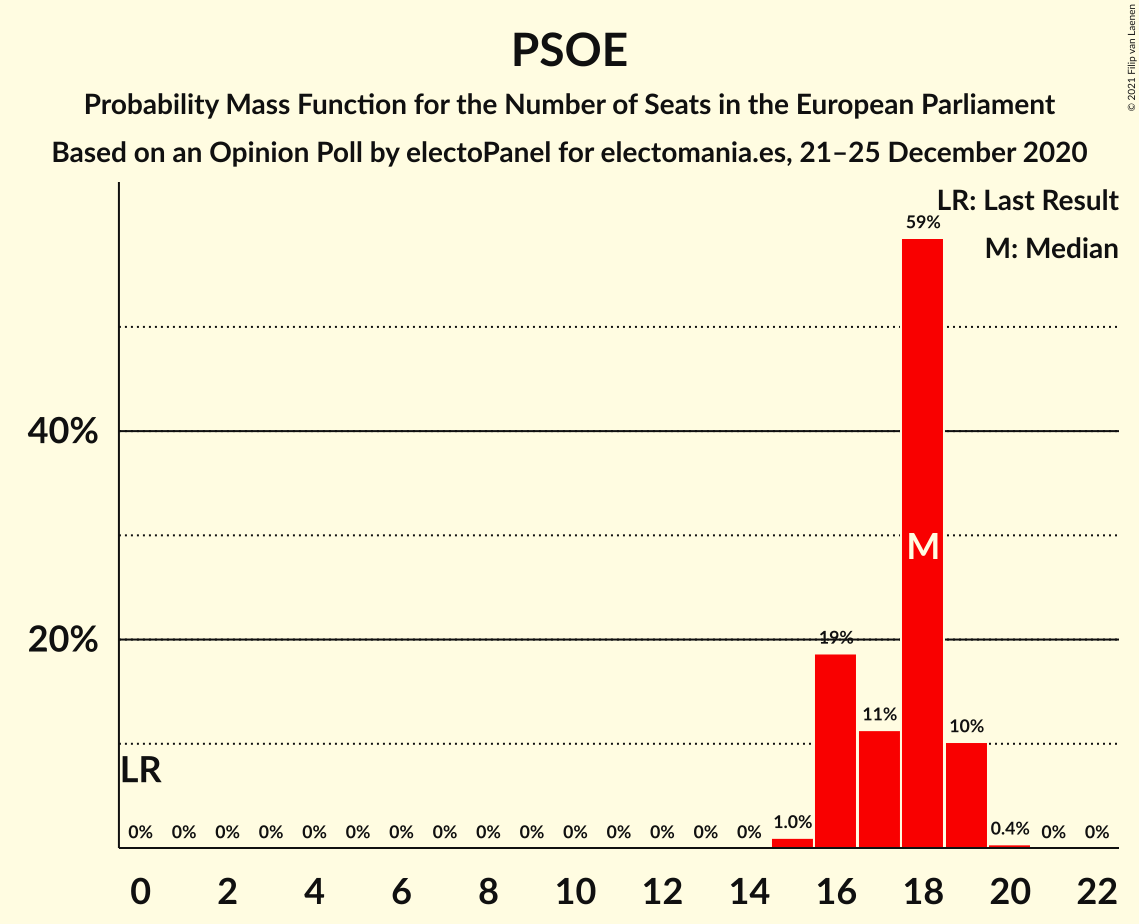 PSOE
Probability Mass Function for the Number of Seats in the European Parliament
Based on an Opinion Poll by electoPanel for electomania.es, 21–25 December 2020
© 2021 Filip van Laenen
LR: Last Result
M: Median
59%
40%
M
20%
19%
11%
10%
LR
0% 0% 0% 0% 0% 0% 0% 0% 0% 0% 0% 0% 0% 0% 0% 1.0% 0.4% 0% 0%
0 2 4 6 8 10 12 14 16 18 20 22